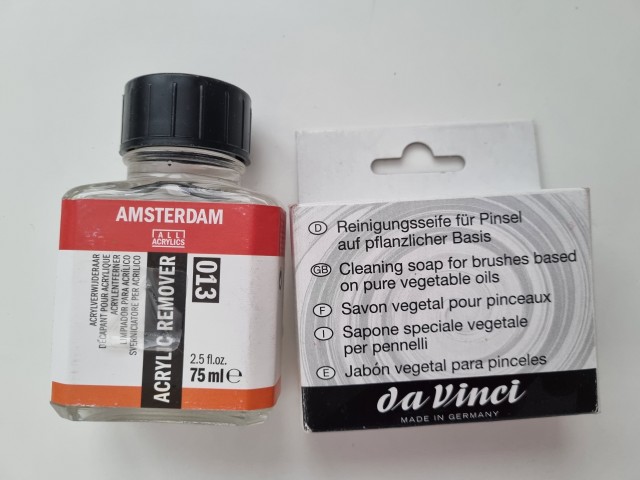 AMSTERDAM
ALL
ACRYLICS
013
ACRYLIC REMOVER
ACRYLVERWIJDERAAR
DÉCAPANT POUR ACRYLIQUE
ACRYLENTFERNER
LIMPIADOR PARA ACRÍLICO
SVERNICIATORE PER ACRILICO
2.5 fl.oz.
75 ml e
D Reinigungsseife für Pinsel
auf pflanzlicher Basis
GB Cleaning soap for brushes based
on pure vegetable oils
F Savon vegetal pour pinceaux
I Sapone speciale vegetale
per pennelli
E Jabón vegetal para pinceles
da Vinci
MADE IN GERMANY